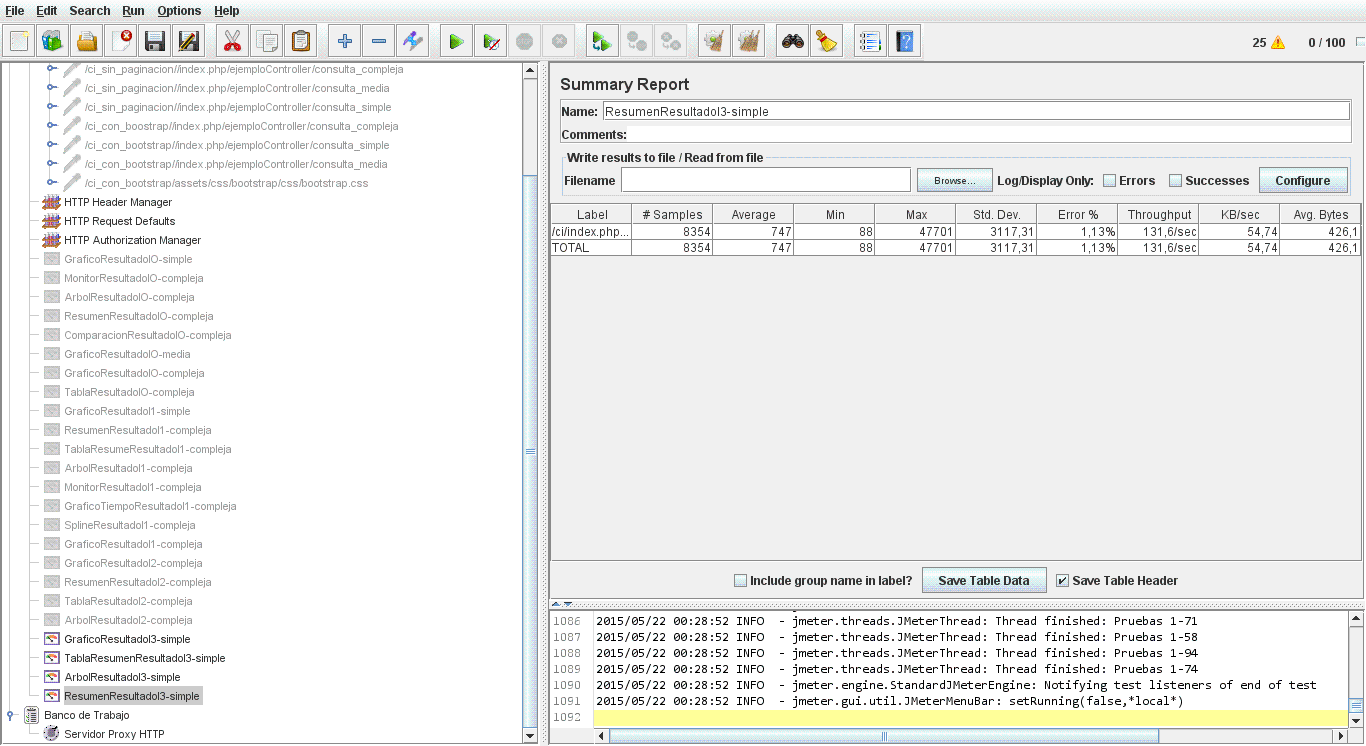 File Edit Search Run Options Help
25 0 / 100
/ci_sin_paginacion//index.php/ejemploController/consulta_compleja
/ci_sin_paginacion//index.php/ejemploController/consulta_media
/ci_sin_paginacion//index.php/ejemploController/consulta_simple
/ci_con_boostrap//index.php/ejemploController/consulta_compleja
/ci_con_bootstrap//index.php/ejemploController/consulta_simple
/ci_con_bootstrap//index.php/ejemploController/consulta_media
/ci_con_bootstrap/assets/css/bootstrap/css/bootstrap.css
HTTP Header Manager
HTTP Request Defaults
HTTP Authorization Manager
GraficoResultadoIO-simple
MonitorResultadoIO-compleja
ArbolResultadoIO-compleja
ResumenResultadoIO-compleja
ComparacionResultadoIO-compleja
GraficoResultadoIO-media
GraficoResultadoIO-compleja
TablaResultadoIO-compleja
GraficoResultadoI1-simple
ResumenResultadoI1-compleja
TablaResumeResultadoI1-compleja
ArbolResultadoI1-compleja
MonitorResultadoI1-compleja
GraficoTiempoResultadoI1-compleja
SplineResultadoI1-compleja
GraficoResultadoI1-compleja
GraficoResultadoI2-compleja
ResumenResultadoI2-compleja
TablaResultadoI2-compleja
ArbolResultadoI2-compleja
GraficoResultadoI3-simple
TablaResumenResultadoI3-simple
ArbolResultadoI3-simple
ResumenResultadoI3-simple
Banco de Trabajo
Servidor Proxy HTTP
Summary Report
Name: ResumenResultadoI3-simple
Comments:
Write results to file / Read from file
Filename Browse... Log/Display Only: Errors Successes Configure
Label # Samples Average Min Max Std. Dev. Error % Throughput KB/sec Avg. Bytes
/ci/index.php... 8354 747 88 47701 3117,31 1,13% 131,6/sec 54,74 426,1
TOTAL 8354 747 88 47701 3117,31 1,13% 131,6/sec 54,74 426,1
Include group name in label? Save Table Data Save Table Header
1086 2015/05/22 00:28:52 INFO - jmeter.threads.JMeterThread: Thread finished: Pruebas 1-71
1087 2015/05/22 00:28:52 INFO - jmeter.threads.JMeterThread: Thread finished: Pruebas 1-58
1088 2015/05/22 00:28:52 INFO - jmeter.threads.JMeterThread: Thread finished: Pruebas 1-94
1089 2015/05/22 00:28:52 INFO - jmeter.threads.JMeterThread: Thread finished: Pruebas 1-74
1090 2015/05/22 00:28:52 INFO - jmeter.engine.StandardJMeterEngine: Notifying test listeners of end of test
1091 2015/05/22 00:28:52 INFO - jmeter.gui.util.JMeterMenuBar: setRunning(false,*local*)
1092